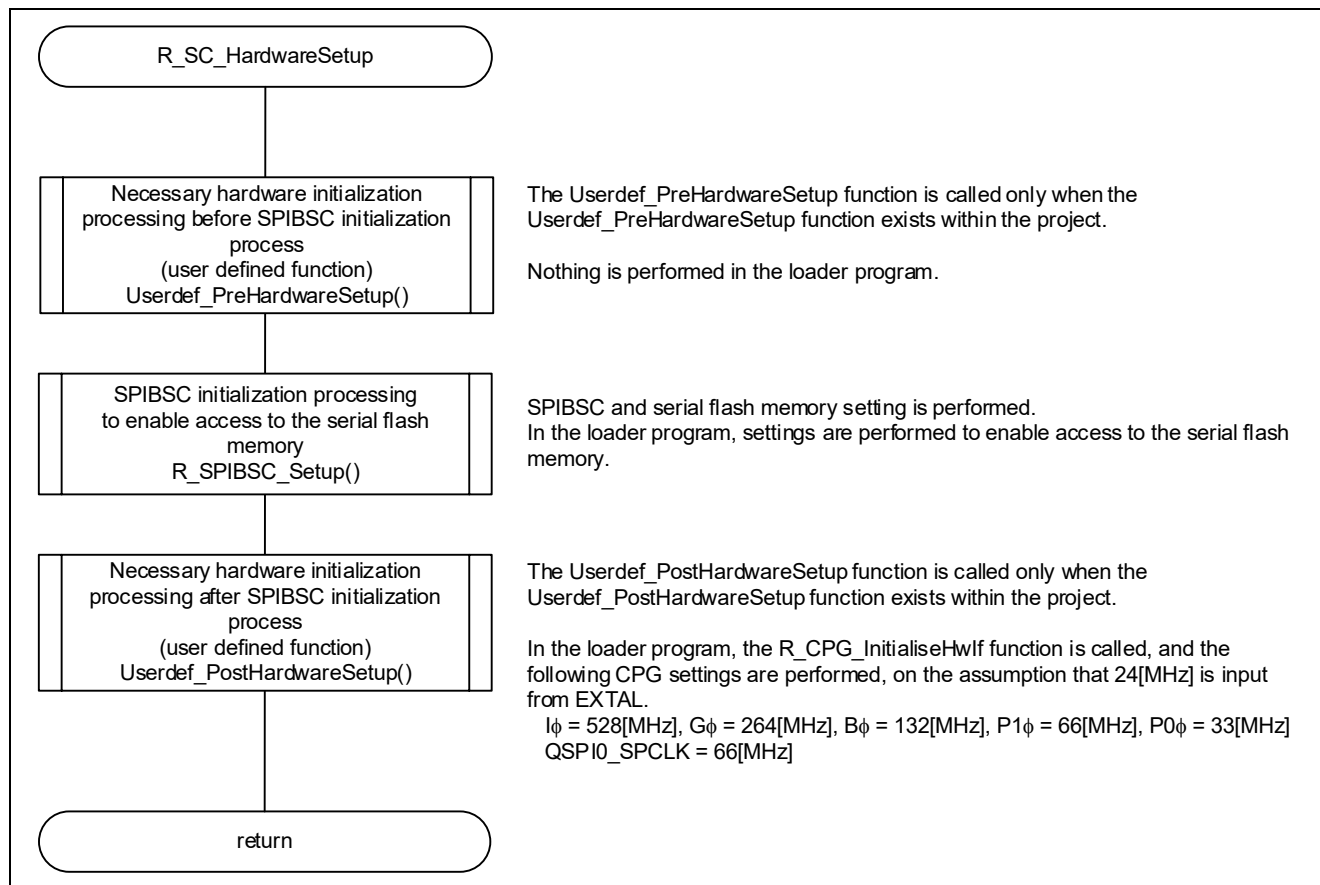 R_SC_HardwareSetup
Necessary hardware initialization
processing before SPIBSC initialization
process
(user defined function)
Userdef_PreHardwareSetup()
The Userdef_PreHardwareSetup function is called only when the
Userdef_PreHardwareSetup function exists within the project.
Nothing is performed in the loader program.
SPIBSC initialization processing
to enable access to the serial flash
memory
R_SPIBSC_Setup()
SPIBSC and serial flash memory setting is performed.
In the loader program, settings are performed to enable access to the serial flash
memory.
Necessary hardware initialization
processing after SPIBSC initialization
process
(user defined function)
Userdef_PostHardwareSetup()
The Userdef_PostHardwareSetup function is called only when the
Userdef_PostHardwareSetup function exists within the project.
In the loader program, the R_CPG_InitialiseHwIf function is called, and the
following CPG settings are performed, on the assumption that 24[MHz] is input
from EXTAL.
Iϕ = 528[MHz], Gϕ = 264[MHz], Bϕ = 132[MHz], P1ϕ = 66[MHz], P0ϕ = 33[MHz]
QSPI0_SPCLK = 66[MHz]
return